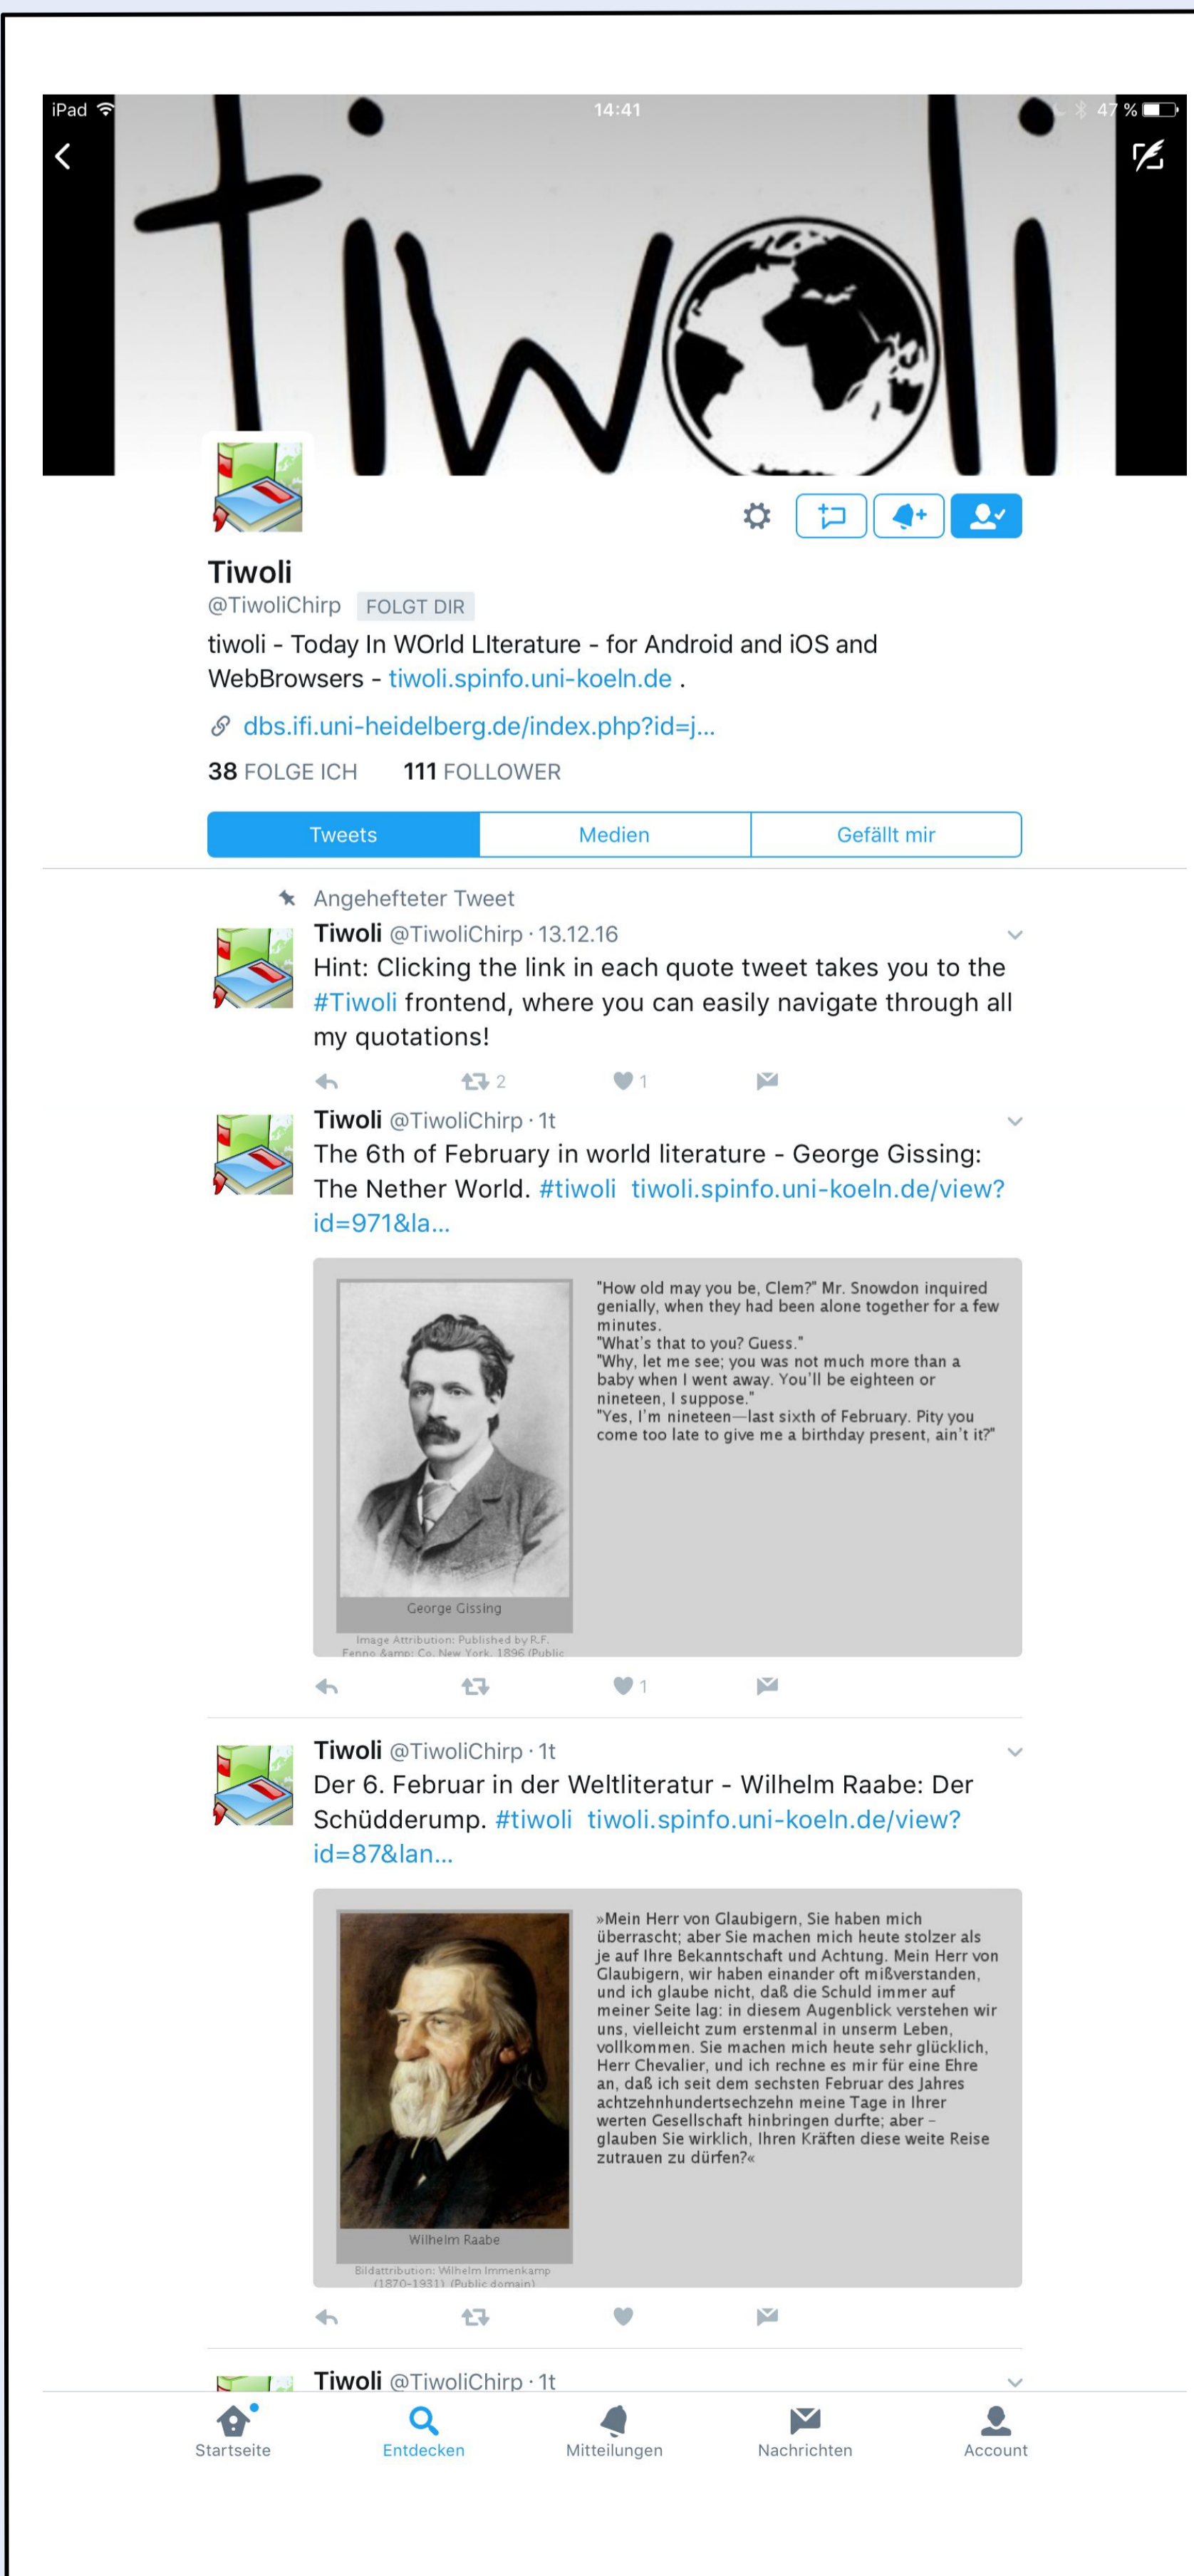 iPad 14:41 47 %
tiwoli
Tiwoli
@TiwoliChirp FOLGT DIR
tiwoli - Today In WOrld LIterature - for Android and iOS and
WebBrowsers - tiwoli.spinfo.uni-koeln.de .
dbs.ifi.uni-heidelberg.de/index.php?id=j...
38 FOLGE ICH 111 FOLLOWER
Tweets Medien Gefällt mir
Angehefteter Tweet
Tiwoli @TiwoliChirp · 13.12.16
Hint: Clicking the link in each quote tweet takes you to the
#Tiwoli frontend, where you can easily navigate through all
my quotations!
2 1
Tiwoli @TiwoliChirp · 1t
The 6th of February in world literature - George Gissing:
The Nether World. #tiwoli tiwoli.spinfo.uni-koeln.de/view?
id=971&la...
"How old may you be, Clem?" Mr. Snowdon inquired
genially, when they had been alone together for a few
minutes.
"What's that to you? Guess."
"Why, let me see; you was not much more than a
baby when I went away. You'll be eighteen or
nineteen, I suppose."
"Yes, I'm nineteen—last sixth of February. Pity you
come too late to give me a birthday present, ain't it?"
George Gissing
Image Attribution: Published by R.F.
Fenno &amp; Co. New York, 1896 (Public
1
Tiwoli @TiwoliChirp · 1t
Der 6. Februar in der Weltliteratur - Wilhelm Raabe: Der
Schüdderump. #tiwoli tiwoli.spinfo.uni-koeln.de/view?
id=87&lan...
»Mein Herr von Glaubigern, Sie haben mich
überrascht; aber Sie machen mich heute stolzer als
je auf Ihre Bekanntschaft und Achtung. Mein Herr von
Glaubigern, wir haben einander oft mißverstanden,
und ich glaube nicht, daß die Schuld immer auf
meiner Seite lag: in diesem Augenblick verstehen wir
uns, vielleicht zum erstenmal in unserm Leben,
vollkommen. Sie machen mich heute sehr glücklich,
Herr Chevalier, und ich rechne es mir für eine Ehre
an, daß ich seit dem sechsten Februar des Jahres
achtzehnhundertsechzehn meine Tage in Ihrer
werten Gesellschaft hinbringen durfte; aber –
glauben Sie wirklich, Ihren Kräften diese weite Reise
zutrauen zu dürfen?«
Wilhelm Raabe
Bildattribution: Wilhelm Immenkamp
(1870-1931) (Public domain)
Tiwoli @TiwoliChirp · 1t
Startseite Entdecken Mitteilungen Nachrichten Account